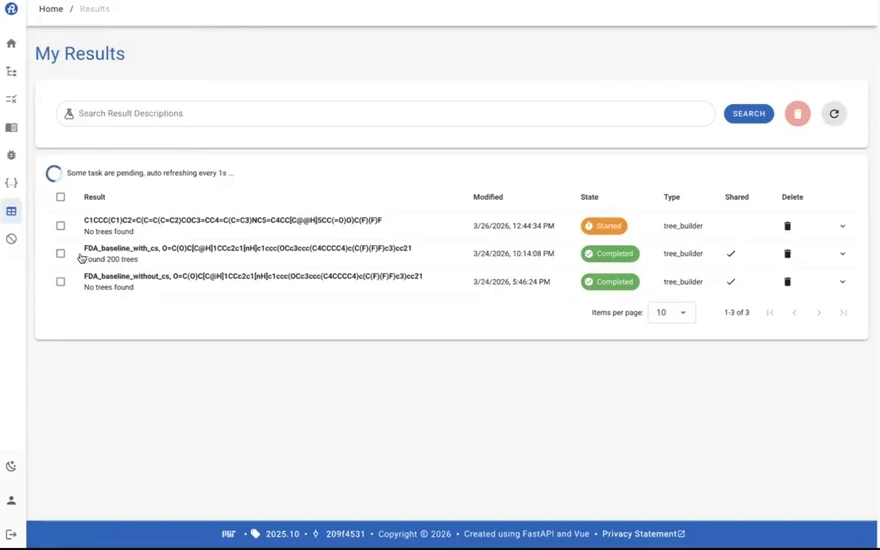 Home / Results
My Results
Search Result Descriptions
SEARCH
Some task are pending, auto refreshing every 1s ...
Result Modified State Type Shared Delete
C1CCC(C1)C2=C(C=C(C=C2)COC3=CC4=C(C=C3)NC5=C4CC[C@@H]5CC(=O)O)C(F)(F)F 3/26/2026, 12:44:34 PM Started tree_builder
No trees found
FDA_baseline_with_cs, O=C(O)C[C@H]1CCc2c1[nH]c1ccc(OCc3ccc(C4CCCC4)c(C(F)(F)F)c3)cc21 3/24/2026, 10:14:08 PM Completed tree_builder
Found 200 trees
FDA_baseline_without_cs, O=C(O)C[C@H]1CCc2c1[nH]c1ccc(OCc3ccc(C4CCCC4)c(C(F)(F)F)c3)cc21 3/24/2026, 5:46:24 PM Completed tree_builder
No trees found
Items per page: 10 1-3 of 3
MIT • 2025.10 • 209f4531 • Copyright © 2026 • Created using FastAPI and Vue • Privacy Statement